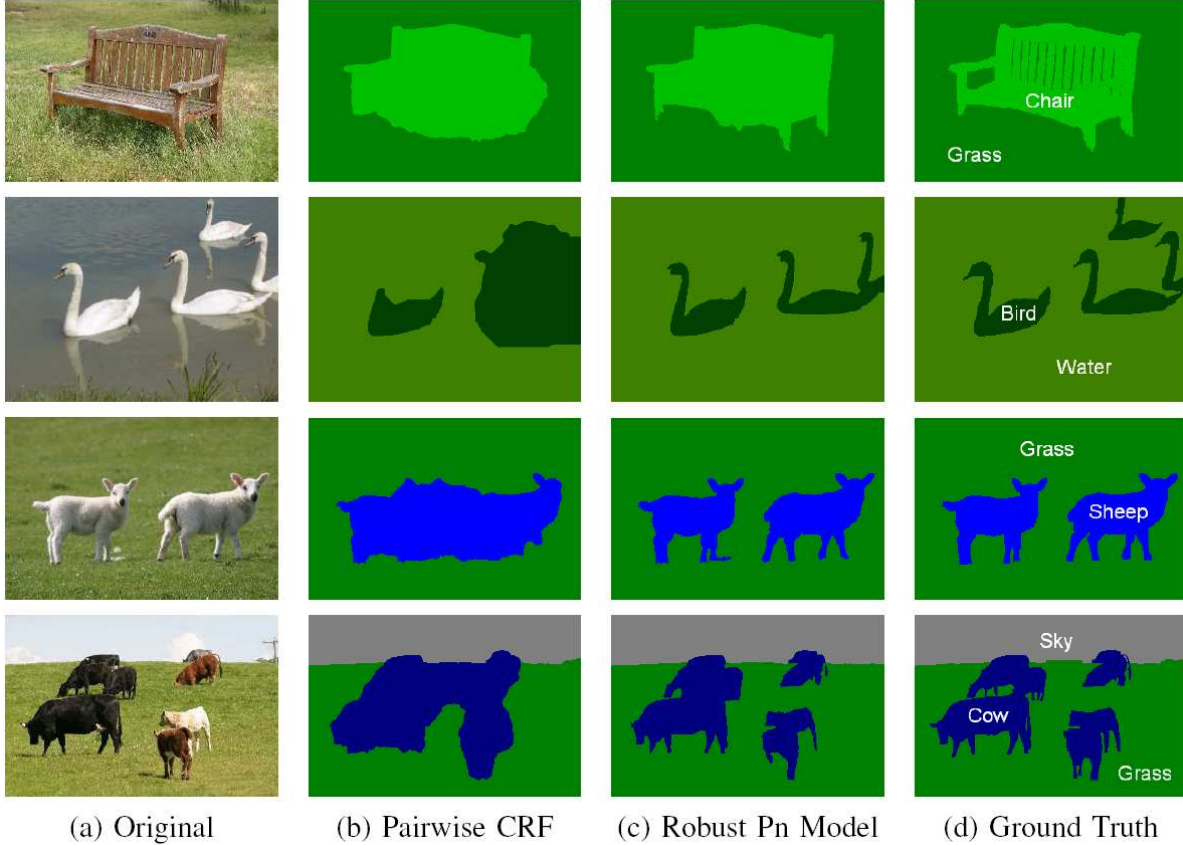 Chair
Grass
Bird
Water
Grass
Sheep
Sky
Cow
Grass
(a) Original (b) Pairwise CRF (c) Robust Pn Model (d) Ground Truth